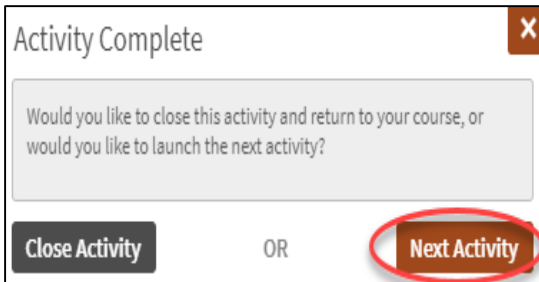 Activity Complete
X
Would you like to close this activity and return to your course, or
would you like to launch the next activity?
Close Activity OR Next Activity